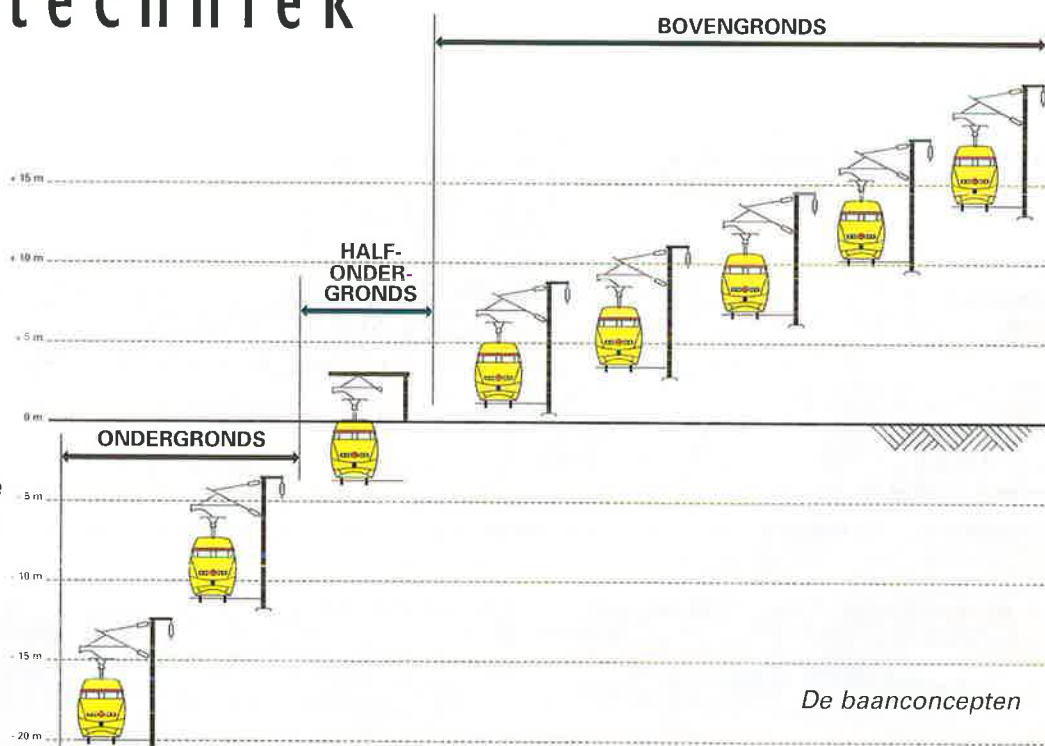 techniek
BOVENGRONDS
+ 15 m
+ 10 m
HALF-
ONDER-
GRONDS
+ 5 m
0 m
ONDERGRONDS
- 5 m
- 10 m
- 15 m
De baanconcepten
- 20 m